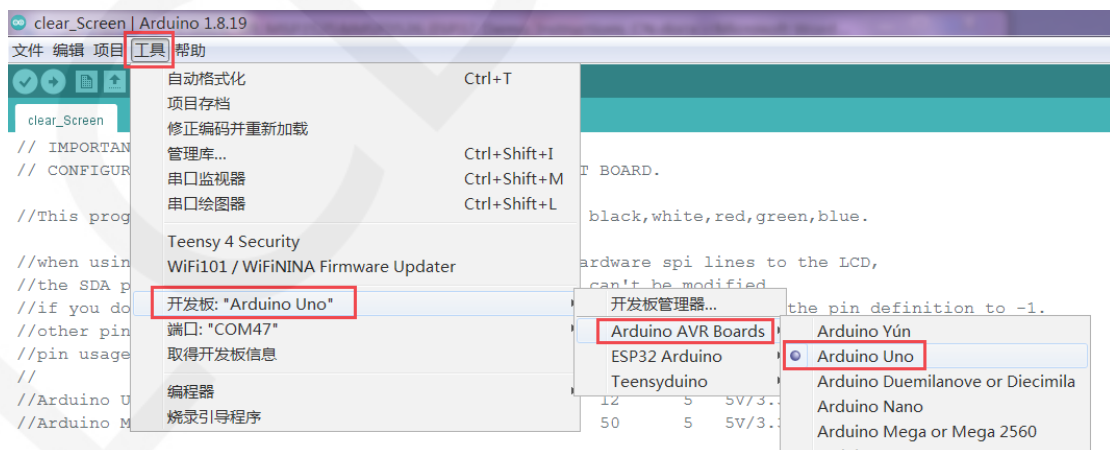 clear_Screen | Arduino 1.8.19
文件 编辑 项目 工具 帮助
clear_Screen
自动格式化 Ctrl+T
项目存档
修正编码并重新加载
管理库... Ctrl+Shift+I
串口监视器 Ctrl+Shift+M
串口绘图器 Ctrl+Shift+L
Teensy 4 Security
WiFi101 / WiFiNINA Firmware Updater
开发板: "Arduino Uno"
端口: "COM47"
取得开发板信息
编程器
烧录引导程序
开发板管理器...
Arduino AVR Boards
ESP32 Arduino
Teensyduino
Arduino Yún
Arduino Uno
Arduino Duemilanove or Diecimila
Arduino Nano
Arduino Mega or Mega 2560
// IMPORTAN
// CONFIGUR T BOARD.
//This prog black,white,red,green,blue.
//when usin ardware spi lines to the LCD,
//the SDA p can't be modified
//if you do the pin definition to -1.
//other pin
//pin usage
//
//Arduino U 12 5 5V/3.
//Arduino M 50 5 5V/3.